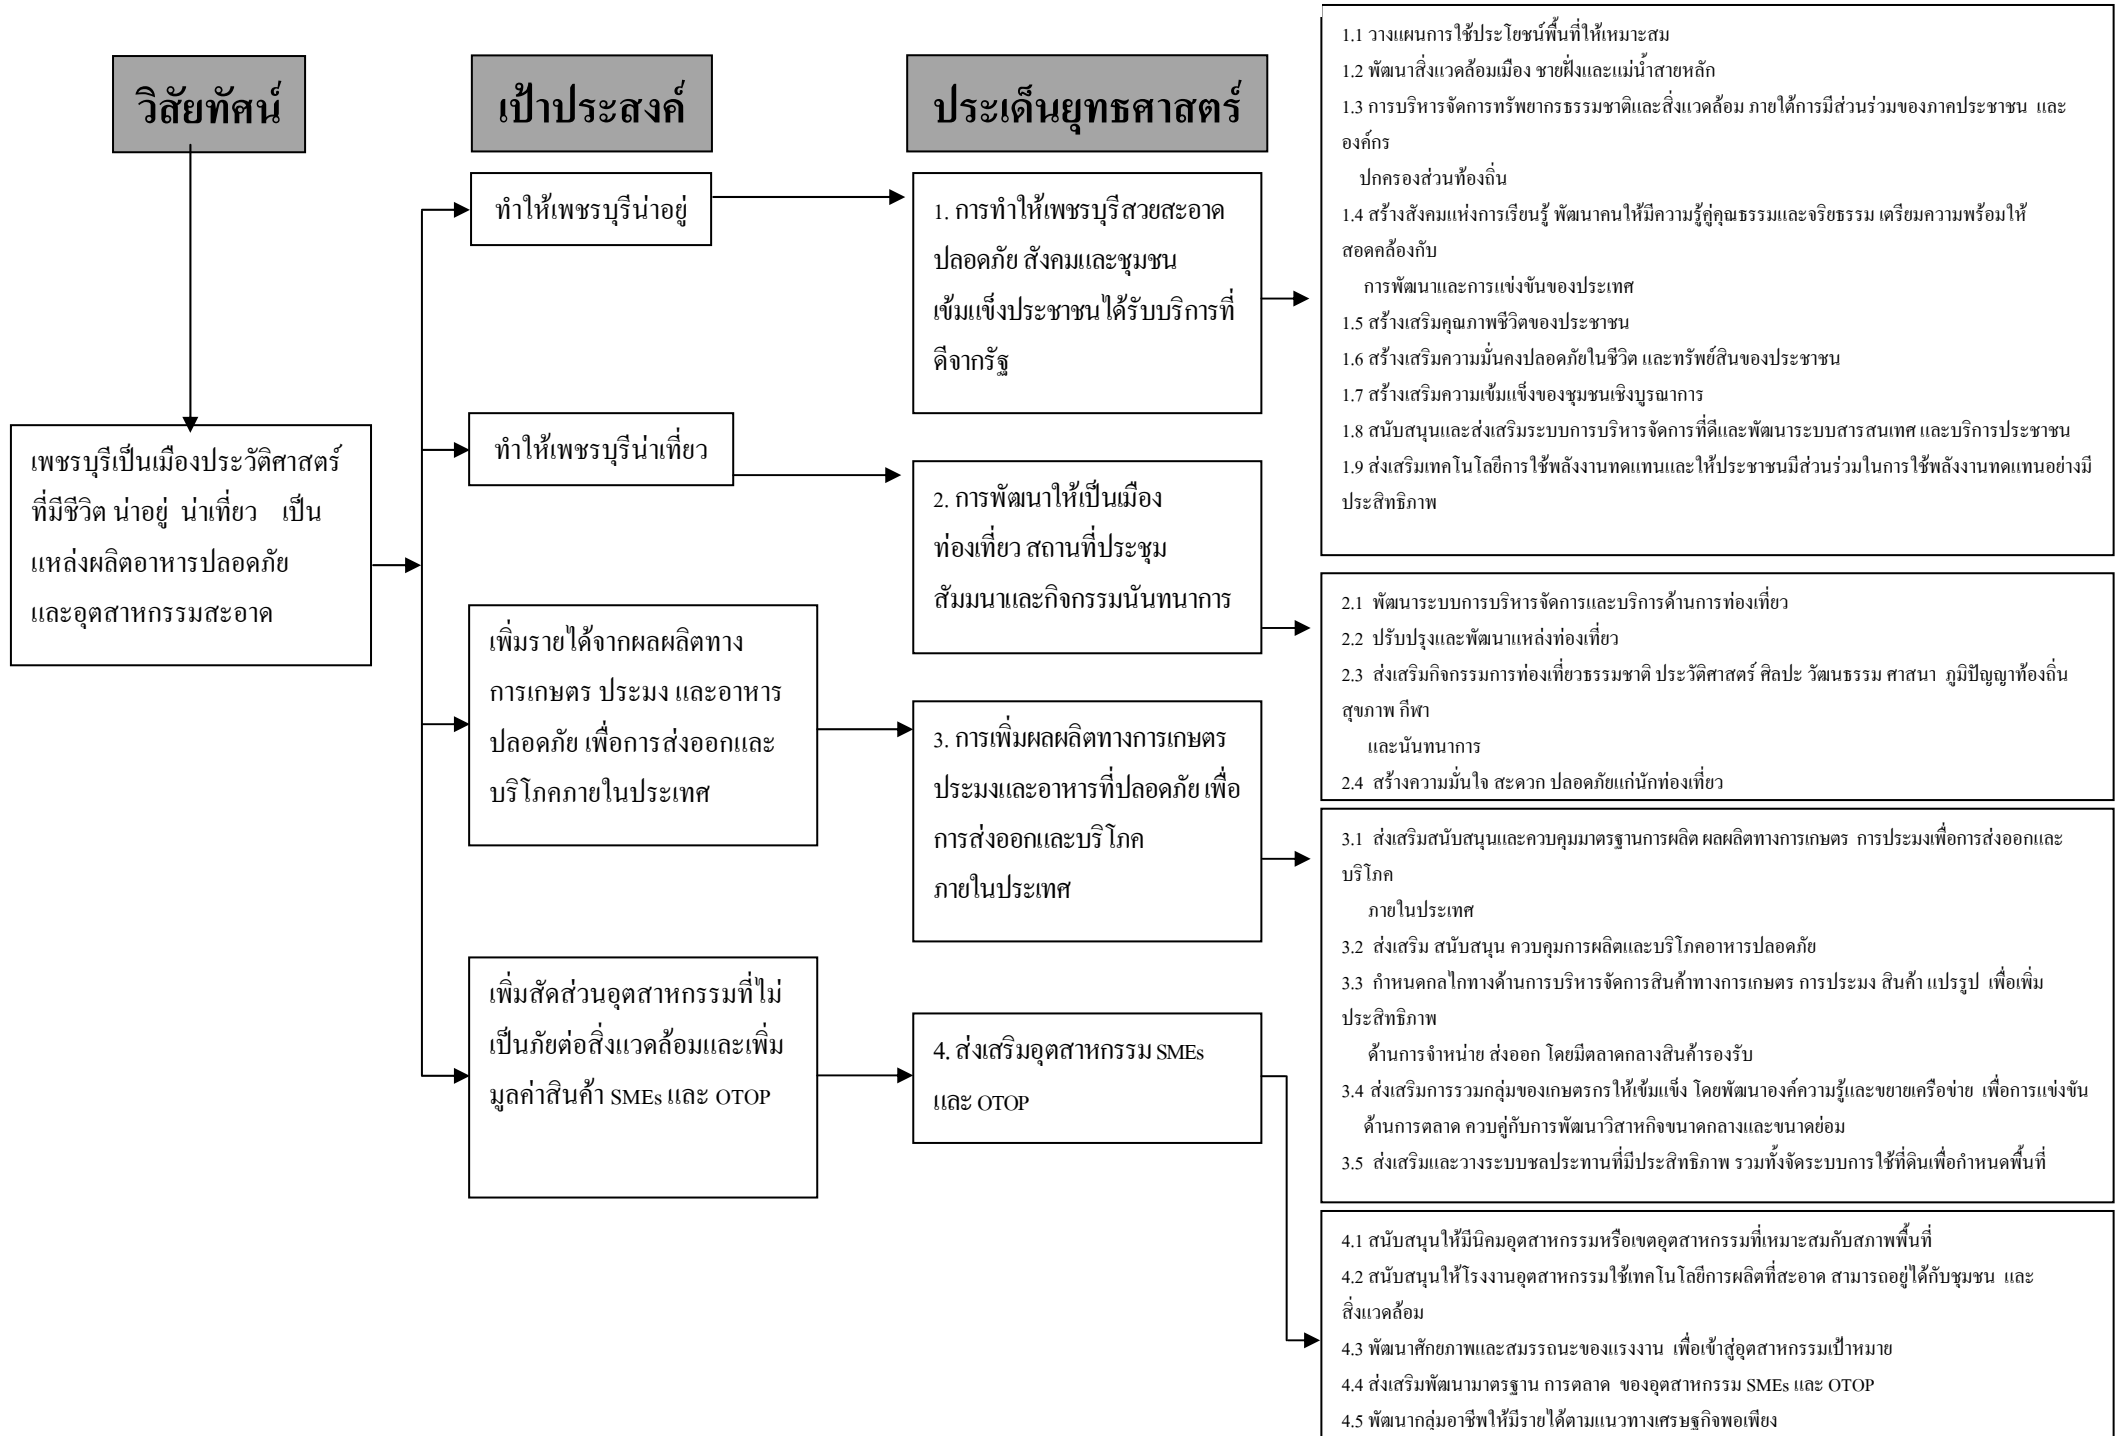 วิสัยทัศน์
เป้าประสงค์
ประเด็นยุทธศาสตร์
เพชรบุรีเป็นเมืองประวัติศาสตร์
ที่มีชีวิต น่าอยู่ น่าเที่ยว เป็น
แหล่งผลิตอาหารปลอดภัย
และอุตสาหกรรมสะอาด
ทำให้เพชรบุรีน่าอยู่
ทำให้เพชรบุรีน่าเที่ยว
เพิ่มรายได้จากผลผลิตทาง
การเกษตร ประมง และอาหาร
ปลอดภัย เพื่อการส่งออกและ
บริโภคภายในประเทศ
เพิ่มสัดส่วนอุตสาหกรรมที่ไม่
เป็นภัยต่อสิ่งแวดล้อมและเพิ่ม
มูลค่าสินค้า SMEs และ OTOP
1. การทำให้เพชรบุรีสวยสะอาด
ปลอดภัย สังคมและชุมชน
เข้มแข็งประชาชนได้รับบริการที่
ดีจากรัฐ
2. การพัฒนาให้เป็นเมือง
ท่องเที่ยว สถานที่ประชุม
สัมมนาและกิจกรรมนันทนาการ
3. การเพิ่มผลผลิตทางการเกษตร
ประมงและอาหารที่ปลอดภัย เพื่อ
การส่งออกและบริโภค
ภายในประเทศ
4. ส่งเสริมอุตสาหกรรม SMEs
และ OTOP
1.1 วางแผนการใช้ประโยชน์พื้นที่ให้เหมาะสม
1.2 พัฒนาสิ่งแวดล้อมเมือง ชายฝั่งและแม่น้ำสายหลัก
1.3 การบริหารจัดการทรัพยากรธรรมชาติและสิ่งแวดล้อม ภายใต้การมีส่วนร่วมของภาคประชาชน และ
องค์กร
ปกครองส่วนท้องถิ่น
1.4 สร้างสังคมแห่งการเรียนรู้ พัฒนาคนให้มีความรู้คู่คุณธรรมและจริยธรรม เตรียมความพร้อมให้
สอดคล้องกับ
การพัฒนาและการแข่งขันของประเทศ
1.5 สร้างเสริมคุณภาพชีวิตของประชาชน
1.6 สร้างเสริมความมั่นคงปลอดภัยในชีวิต และทรัพย์สินของประชาชน
1.7 สร้างเสริมความเข้มแข็งของชุมชนเชิงบูรณาการ
1.8 สนับสนุนและส่งเสริมระบบการบริหารจัดการที่ดีและพัฒนาระบบสารสนเทศ และบริการประชาชน
1.9 ส่งเสริมเทคโนโลยีการใช้พลังงานทดแทนและให้ประชาชนมีส่วนร่วมในการใช้พลังงานทดแทนอย่างมี
ประสิทธิภาพ
2.1 พัฒนาระบบการบริหารจัดการและบริการด้านการท่องเที่ยว
2.2 ปรับปรุงและพัฒนาแหล่งท่องเที่ยว
2.3 ส่งเสริมกิจกรรมการท่องเที่ยวธรรมชาติ ประวัติศาสตร์ ศิลปะ วัฒนธรรม ศาสนา ภูมิปัญญาท้องถิ่น
สุขภาพ กีฬา
และนันทนาการ
2.4 สร้างความมั่นใจ สะดวก ปลอดภัยแก่นักท่องเที่ยว
3.1 ส่งเสริมสนับสนุนและควบคุมมาตรฐานการผลิต ผลผลิตทางการเกษตร การประมงเพื่อการส่งออกและ
บริโภค
ภายในประเทศ
3.2 ส่งเสริม สนับสนุน ควบคุมการผลิตและบริโภคอาหารปลอดภัย
3.3 กำหนดกลไกทางด้านการบริหารจัดการสินค้าทางการเกษตร การประมง สินค้า แปรรูป เพื่อเพิ่ม
ประสิทธิภาพ
ด้านการจำหน่าย ส่งออก โดยมีตลาดกลางสินค้ารองรับ
3.4 ส่งเสริมการรวมกลุ่มของเกษตรกรให้เข้มแข็ง โดยพัฒนาองค์ความรู้และขยายเครือข่าย เพื่อการแข่งขัน
ด้านการตลาด ควบคู่กับการพัฒนาวิสาหกิจขนาดกลางและขนาดย่อม
3.5 ส่งเสริมและวางระบบชลประทานที่มีประสิทธิภาพ รวมทั้งจัดระบบการใช้ที่ดินเพื่อกำหนดพื้นที่
4.1 สนับสนุนให้มีนิคมอุตสาหกรรมหรือเขตอุตสาหกรรมที่เหมาะสมกับสภาพพื้นที่
4.2 สนับสนุนให้โรงงานอุตสาหกรรมใช้เทคโนโลยีการผลิตที่สะอาด สามารถอยู่ได้กับชุมชน และ
สิ่งแวดล้อม
4.3 พัฒนาศักยภาพและสมรรถนะของแรงงาน เพื่อเข้าสู่อุตสาหกรรมเป้าหมาย
4.4 ส่งเสริมพัฒนามาตรฐาน การตลาด ของอุตสาหกรรม SMEs และ OTOP
4.5 พัฒนากลุ่มอาชีพให้มีรายได้ตามแนวทางเศรษฐกิจพอเพียง